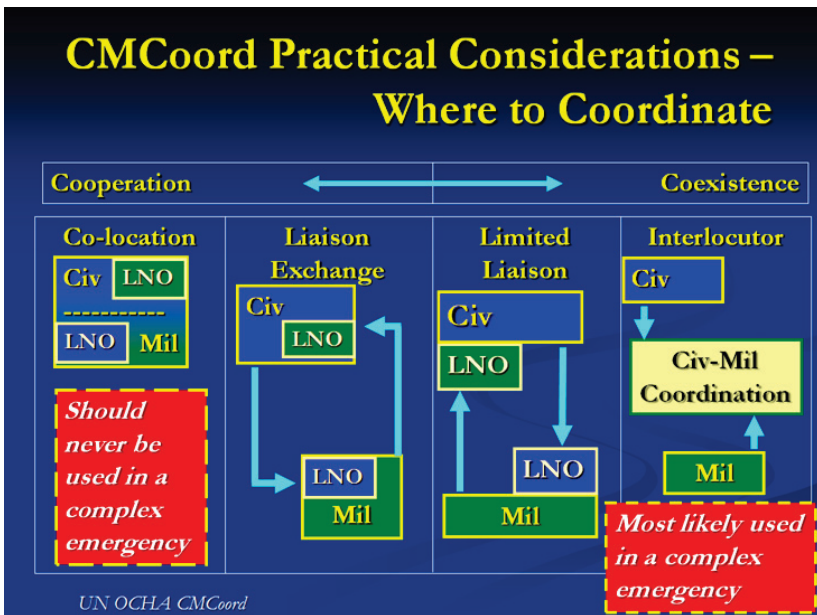 CMCoord Practical Considerations –
Where to Coordinate
Cooperation
Coexistence
Co-location
Civ
LNO
-----------
LNO
Mil
Should
never be
used in a
complex
emergency
Liaison
Exchange
Civ
LNO
LNO
Mil
Limited
Liaison
Civ
LNO
LNO
Mil
Interlocutor
Civ
Civ-Mil
Coordination
Mil
Most likely used
in a complex
emergency
UN OCHA CMCoord